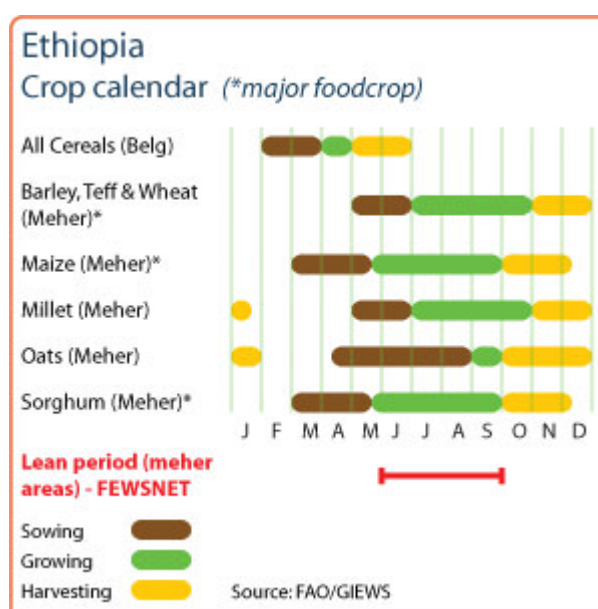 Ethiopia
Crop calendar (*major foodcrop)
All Cereals (Belg)
Barley, Teff & Wheat
(Meher)*
Maize (Meher)*
Millet (Meher)
Oats (Meher)
Sorghum (Meher)*
J F M A M J J A S O N D
Lean period (meher
areas) - FEWSNET
Sowing
Growing
Harvesting
Source: FAO/GIEWS